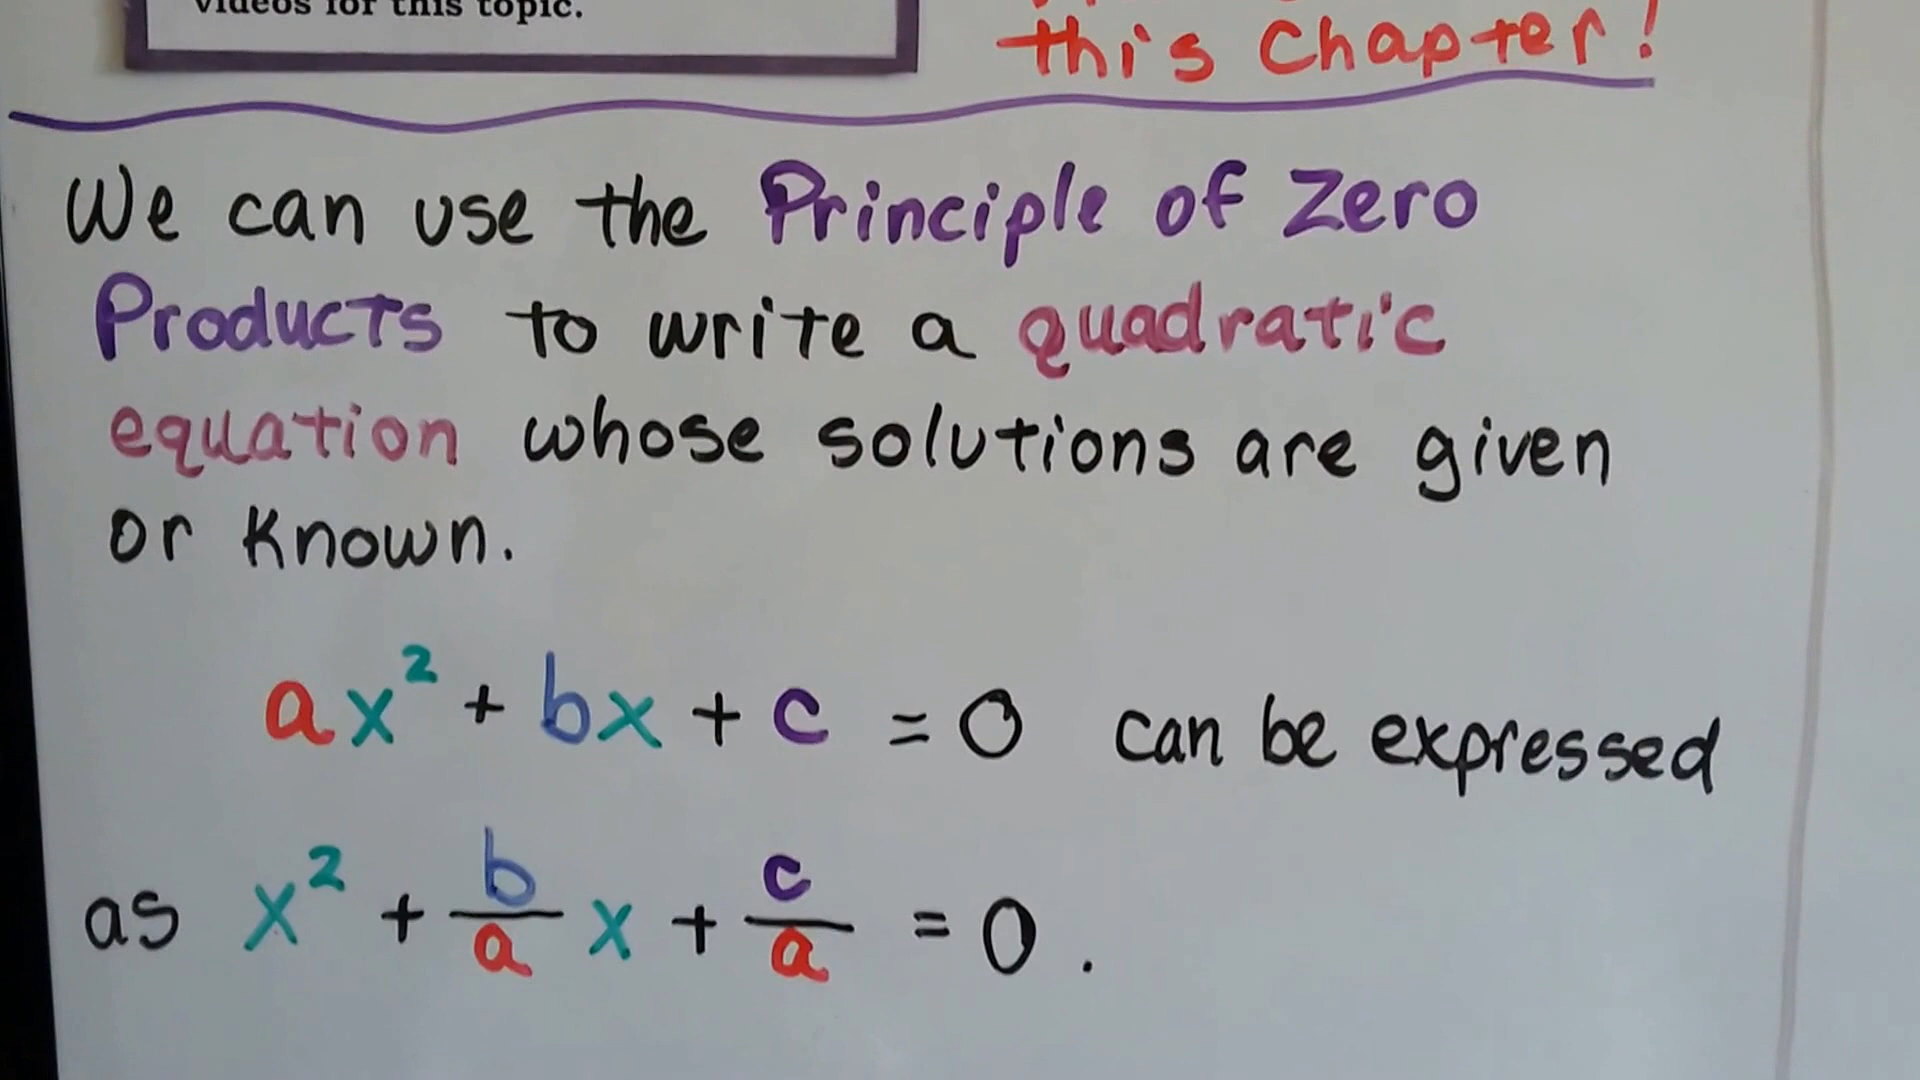 videos for this topic.
this Chapter!
We can use the Principle of Zero
Products to write a quadratic
equation whose solutions are given
or known.
ax² + bx + c = 0 can be expressed
as x² + b/a x + c/a = 0.